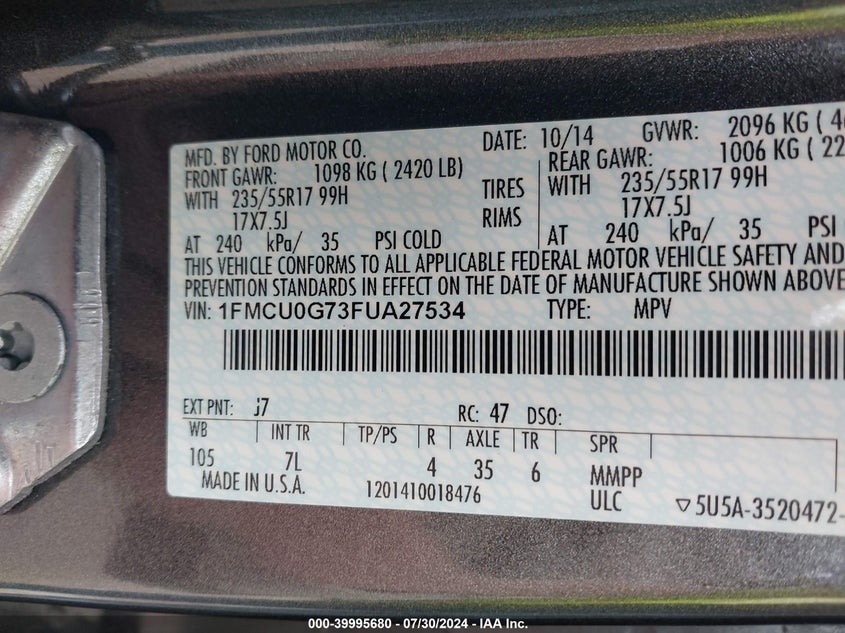 MFD. BY FORD MOTOR CO. DATE: 10/14 GVWR: 2096 KG ( 4
FRONT GAWR: 1098 KG ( 2420 LB) REAR GAWR: 1006 KG ( 22
WITH 235/55R17 99H TIRES WITH 235/55R17 99H
17X7.5J RIMS 17X7.5J
AT 240 kPa/ 35 PSI COLD AT 240 kPa/ 35 PSI
THIS VEHICLE CONFORMS TO ALL APPLICABLE FEDERAL MOTOR VEHICLE SAFETY AND
PREVENTION STANDARDS IN EFFECT ON THE DATE OF MANUFACTURE SHOWN ABOVE
VIN: 1FMCU0G73FUA27534 TYPE: MPV
EXT PNT: J7 RC: 47 DSO:
WB INT TR TP/PS R AXLE TR SPR
105 7L 4 35 6 MMPP
MADE IN U.S.A. 1201410018476 ULC ▽5U5A-3520472-
000-39995680 / 07/30/2024 - IAA Inc.